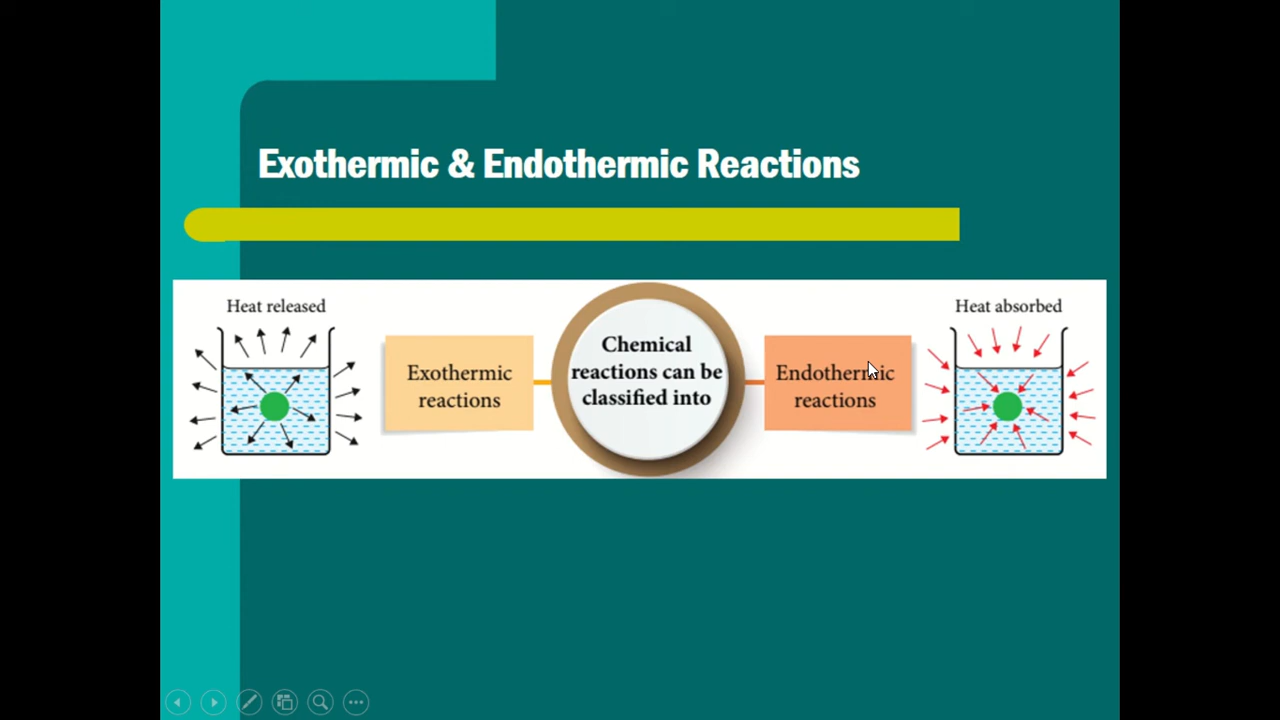 Exothermic & Endothermic Reactions
Heat released
Exothermic
reactions
Chemical
reactions can be
classified into
Endothermic
reactions
Heat absorbed